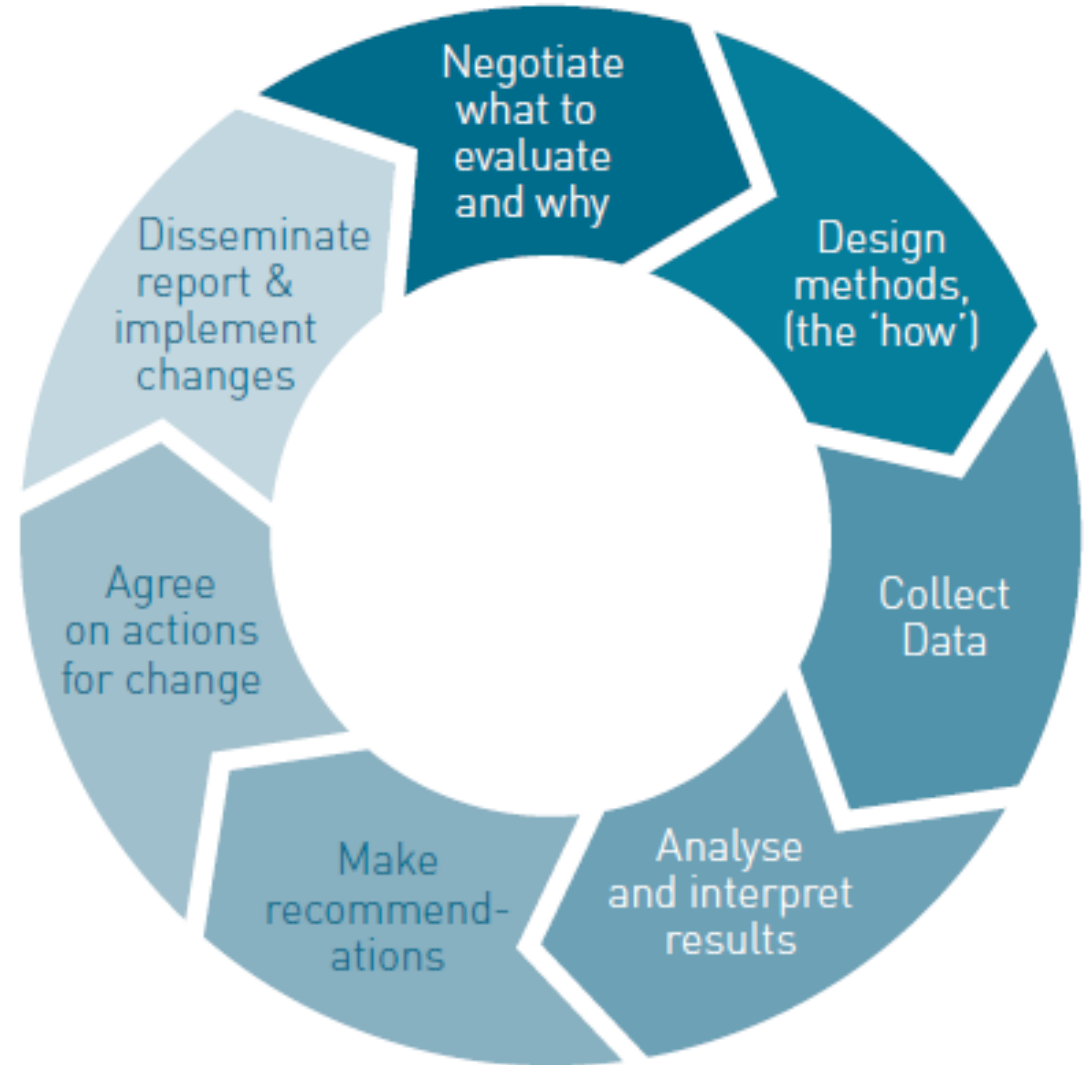 Negotiate
what to
evaluate
and why
Design
methods,
(the ‘how’)
Collect
Data
Analyse
and interpret
results
Make
recommend-
ations
Agree
on actions
for change
Disseminate
report &
implement
changes